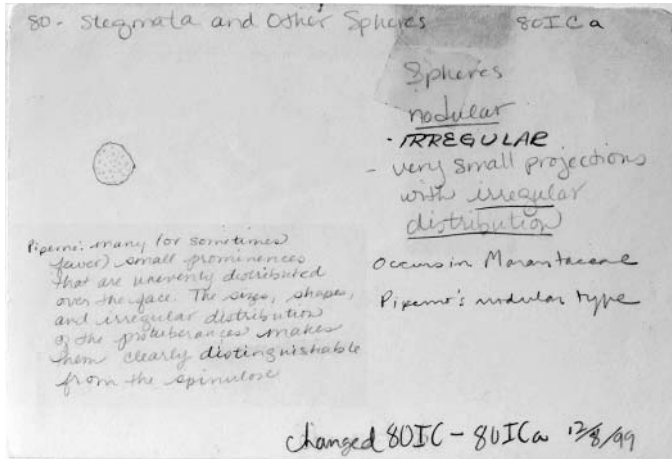 80- Stegmata and Other Spheres 80ICa
Spheres
nodular
- IRREGULAR
- very small projections
with irregular
distribution
Piperno: many (or sometimes
fewer) small prominences
that are unevenly distributed
over the face. The sizes, shapes,
and irregular distribution
of the protuberances makes
them clearly distinguishable
from the spinulose
Occurs in Marantaceae
Piperno's nodular type
changed 80IC - 80ICa 12/8/99